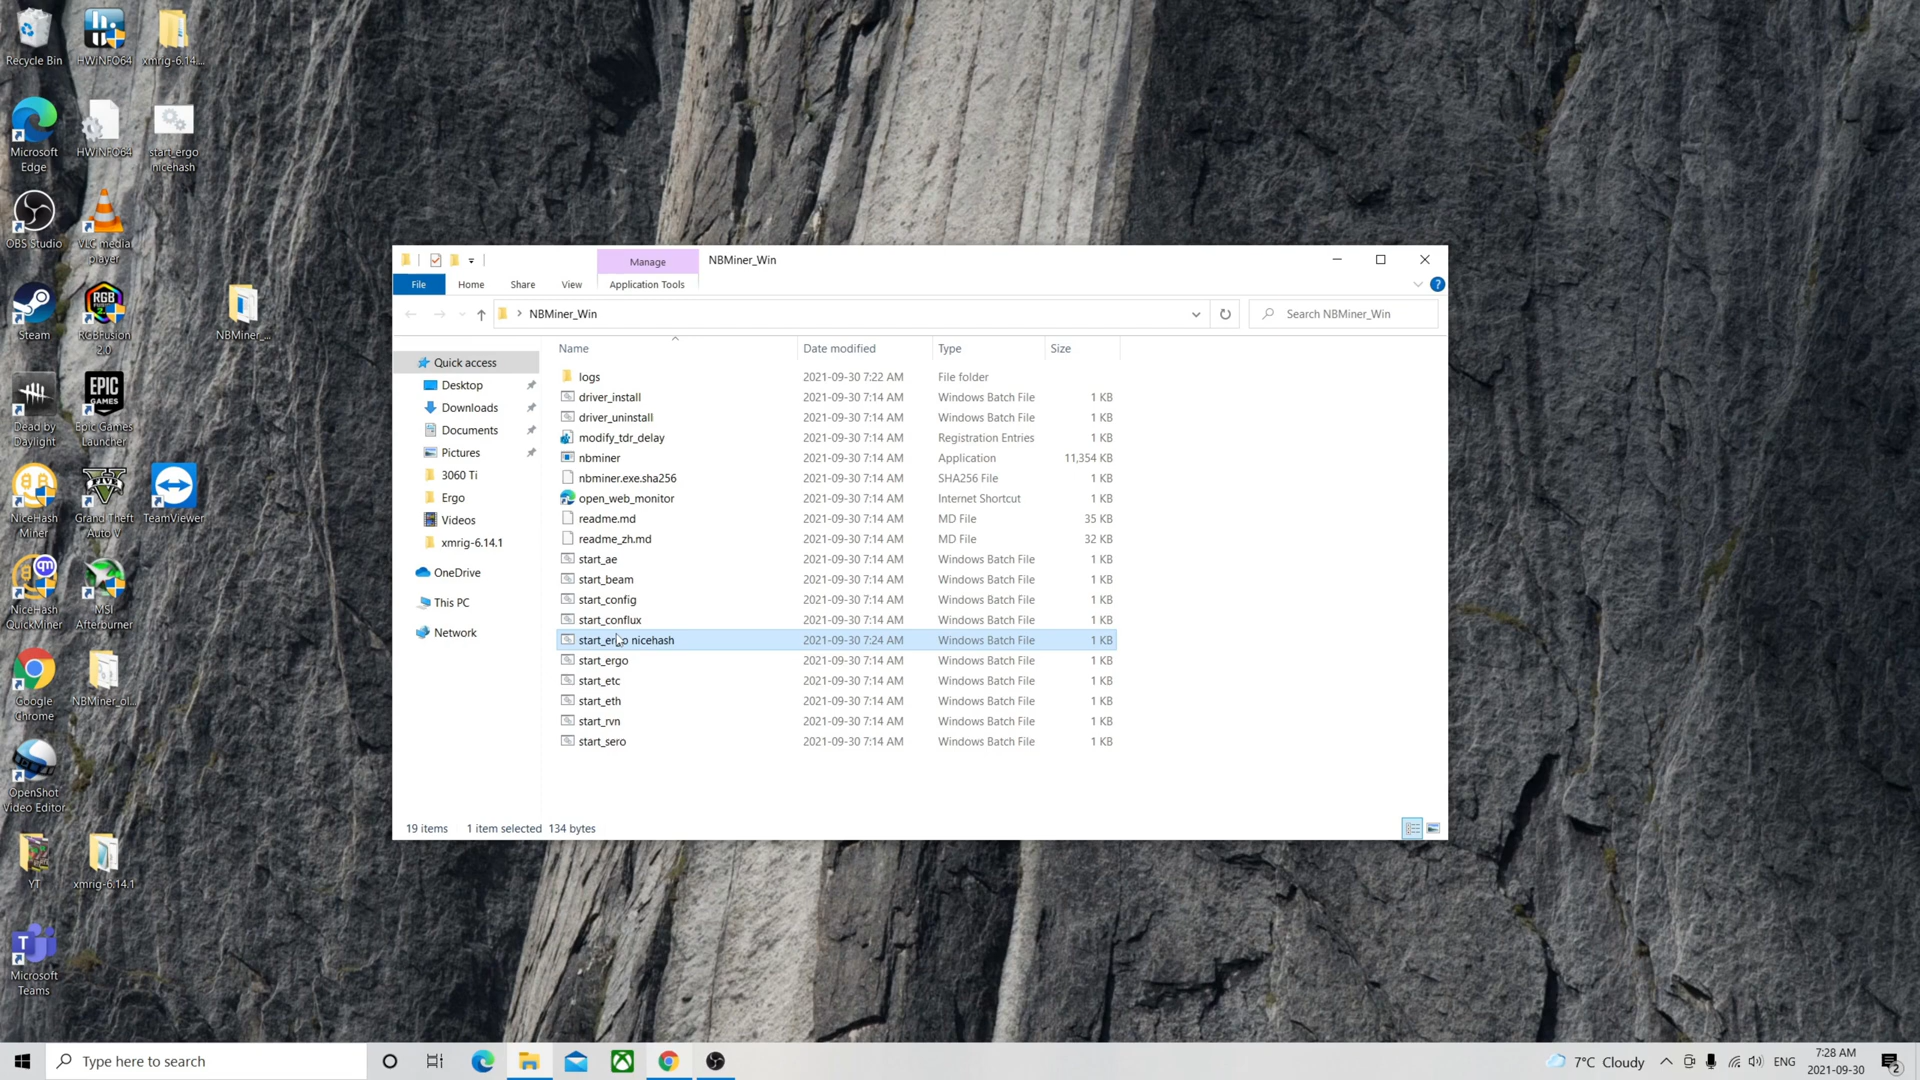 Recycle Bin
HWiNFO64
xmrig-6.14....
Microsoft
Edge
HWiNFO64
start_ergo
nicehash
OBS Studio
VLC media
player
Steam
RGBFusion
2.0
NBMiner_...
Dead by
Daylight
Epic Games
Launcher
NiceHash
Miner
Grand Theft
Auto V
TeamViewer
NiceHash
QuickMiner
MSI
Afterburner
Google
Chrome
NBMiner_ol...
OpenShot
Video Editor
YT
xmrig-6.14.1
Microsoft
Teams
Manage
NBMiner_Win
File
Home
Share
View
Application Tools
NBMiner_Win
Search NBMiner_Win
Quick access
Desktop
Downloads
Documents
Pictures
3060 Ti
Ergo
Videos
xmrig-6.14.1
OneDrive
This PC
Network
Name Date modified Type Size
logs 2021-09-30 7:22 AM File folder
driver_install 2021-09-30 7:14 AM Windows Batch File 1 KB
driver_uninstall 2021-09-30 7:14 AM Windows Batch File 1 KB
modify_tdr_delay 2021-09-30 7:14 AM Registration Entries 1 KB
nbminer 2021-09-30 7:14 AM Application 11,354 KB
nbminer.exe.sha256 2021-09-30 7:14 AM SHA256 File 1 KB
open_web_monitor 2021-09-30 7:14 AM Internet Shortcut 1 KB
readme.md 2021-09-30 7:14 AM MD File 35 KB
readme_zh.md 2021-09-30 7:14 AM MD File 32 KB
start_ae 2021-09-30 7:14 AM Windows Batch File 1 KB
start_beam 2021-09-30 7:14 AM Windows Batch File 1 KB
start_config 2021-09-30 7:14 AM Windows Batch File 1 KB
start_conflux 2021-09-30 7:14 AM Windows Batch File 1 KB
start_ergo nicehash 2021-09-30 7:24 AM Windows Batch File 1 KB
start_ergo 2021-09-30 7:14 AM Windows Batch File 1 KB
start_etc 2021-09-30 7:14 AM Windows Batch File 1 KB
start_eth 2021-09-30 7:14 AM Windows Batch File 1 KB
start_rvn 2021-09-30 7:14 AM Windows Batch File 1 KB
start_sero 2021-09-30 7:14 AM Windows Batch File 1 KB
19 items 1 item selected 134 bytes
Type here to search
7°C Cloudy
ENG
7:28 AM
2021-09-30
2